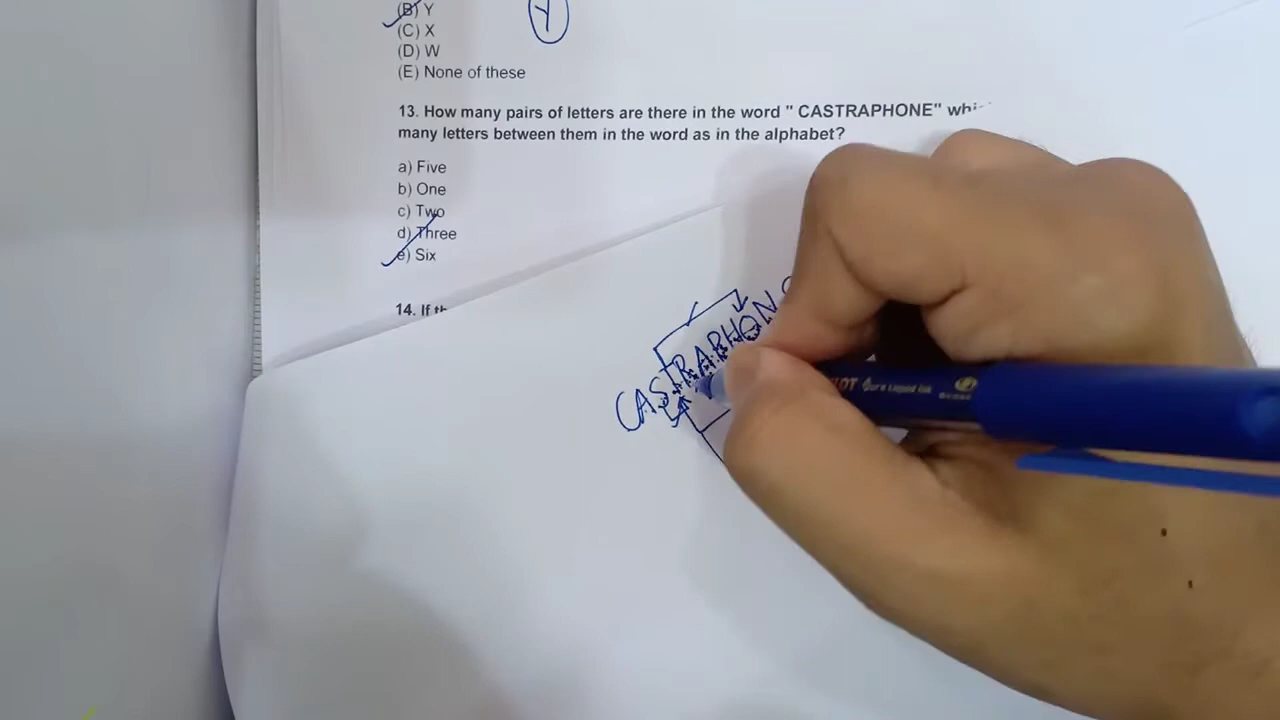 (B) Y
Y
(C) X
(D) W
(E) None of these
13. How many pairs of letters are there in the word " CASTRAPHONE"
many letters between them in the word as in the alphabet?
a) Five
b) One
c) Two
d) Three
e) Six
14. If
CASTRAPHON